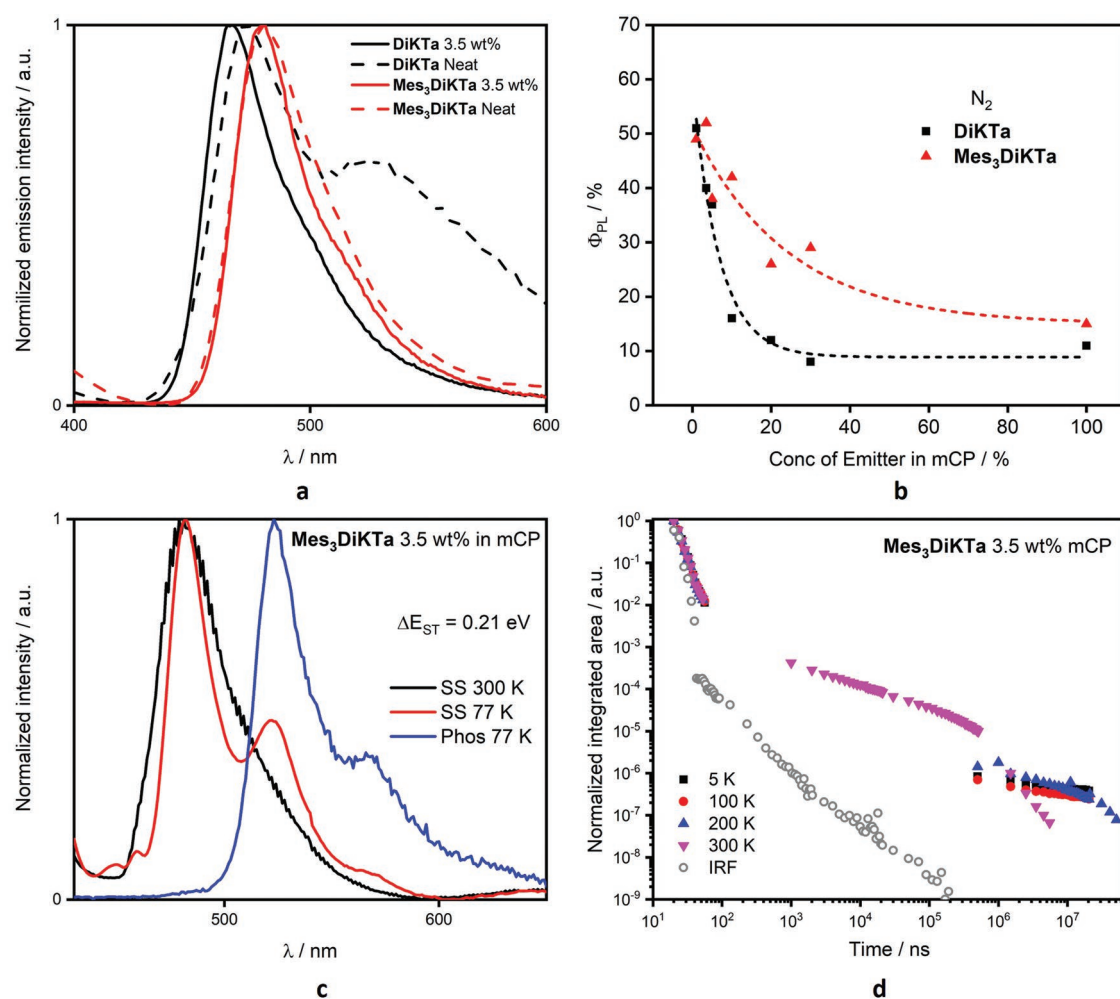 Normilized emission intensity / a.u.
1
0
DiKTa 3.5 wt%
DiKTa Neat
Mes3DiKTa 3.5 wt%
Mes3DiKTa Neat
400
500
600
λ / nm
a
ΦPL / %
70
60
50
40
30
20
10
0
N2
DiKTa
Mes3DiKTa
0
20
40
60
80
100
Conc of Emitter in mCP / %
b
Normalized intensity / a.u.
1
0
Mes3DiKTa 3.5 wt% in mCP
ΔEST = 0.21 eV
SS 300 K
SS 77 K
Phos 77 K
500
600
λ / nm
c
Normalized integrated area / a.u.
10^0
10^-1
10^-2
10^-3
10^-4
10^-5
10^-6
10^-7
10^-8
10^-9
Mes3DiKTa 3.5 wt% mCP
5 K
100 K
200 K
300 K
IRF
10^1
10^2
10^3
10^4
10^5
10^6
10^7
Time / ns
d